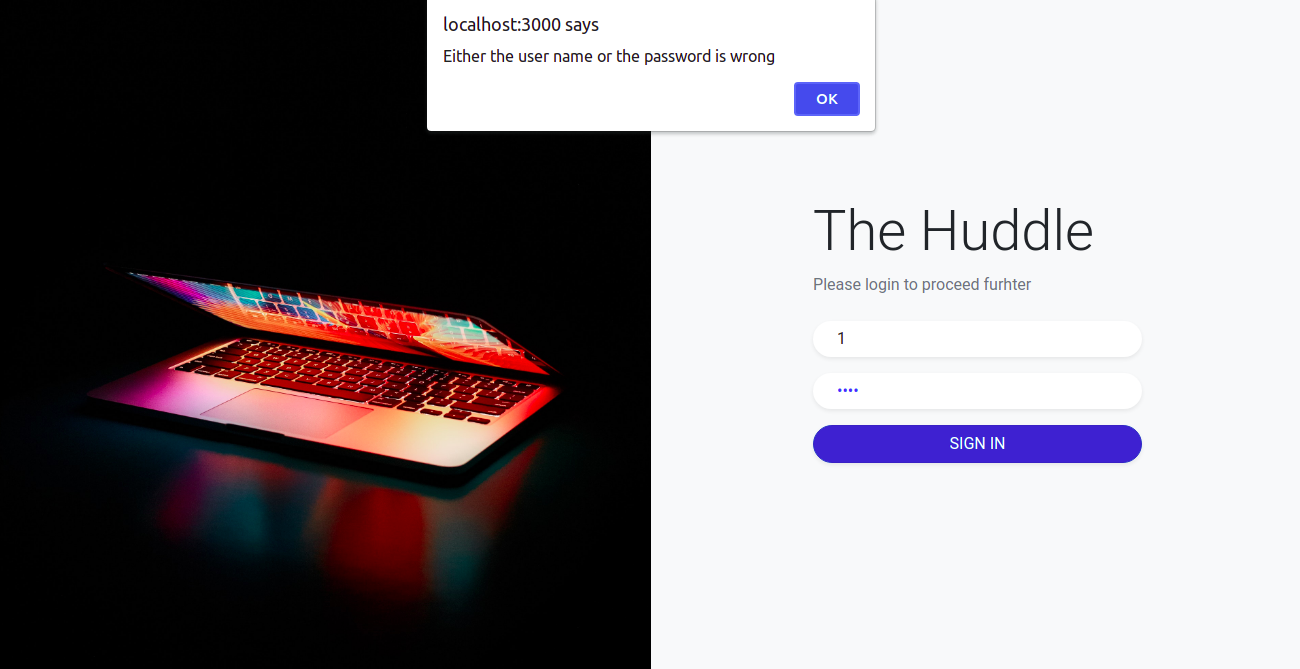 localhost:3000 says
Either the user name or the password is wrong
OK
The Huddle
Please login to proceed furhter
1
••••
SIGN IN